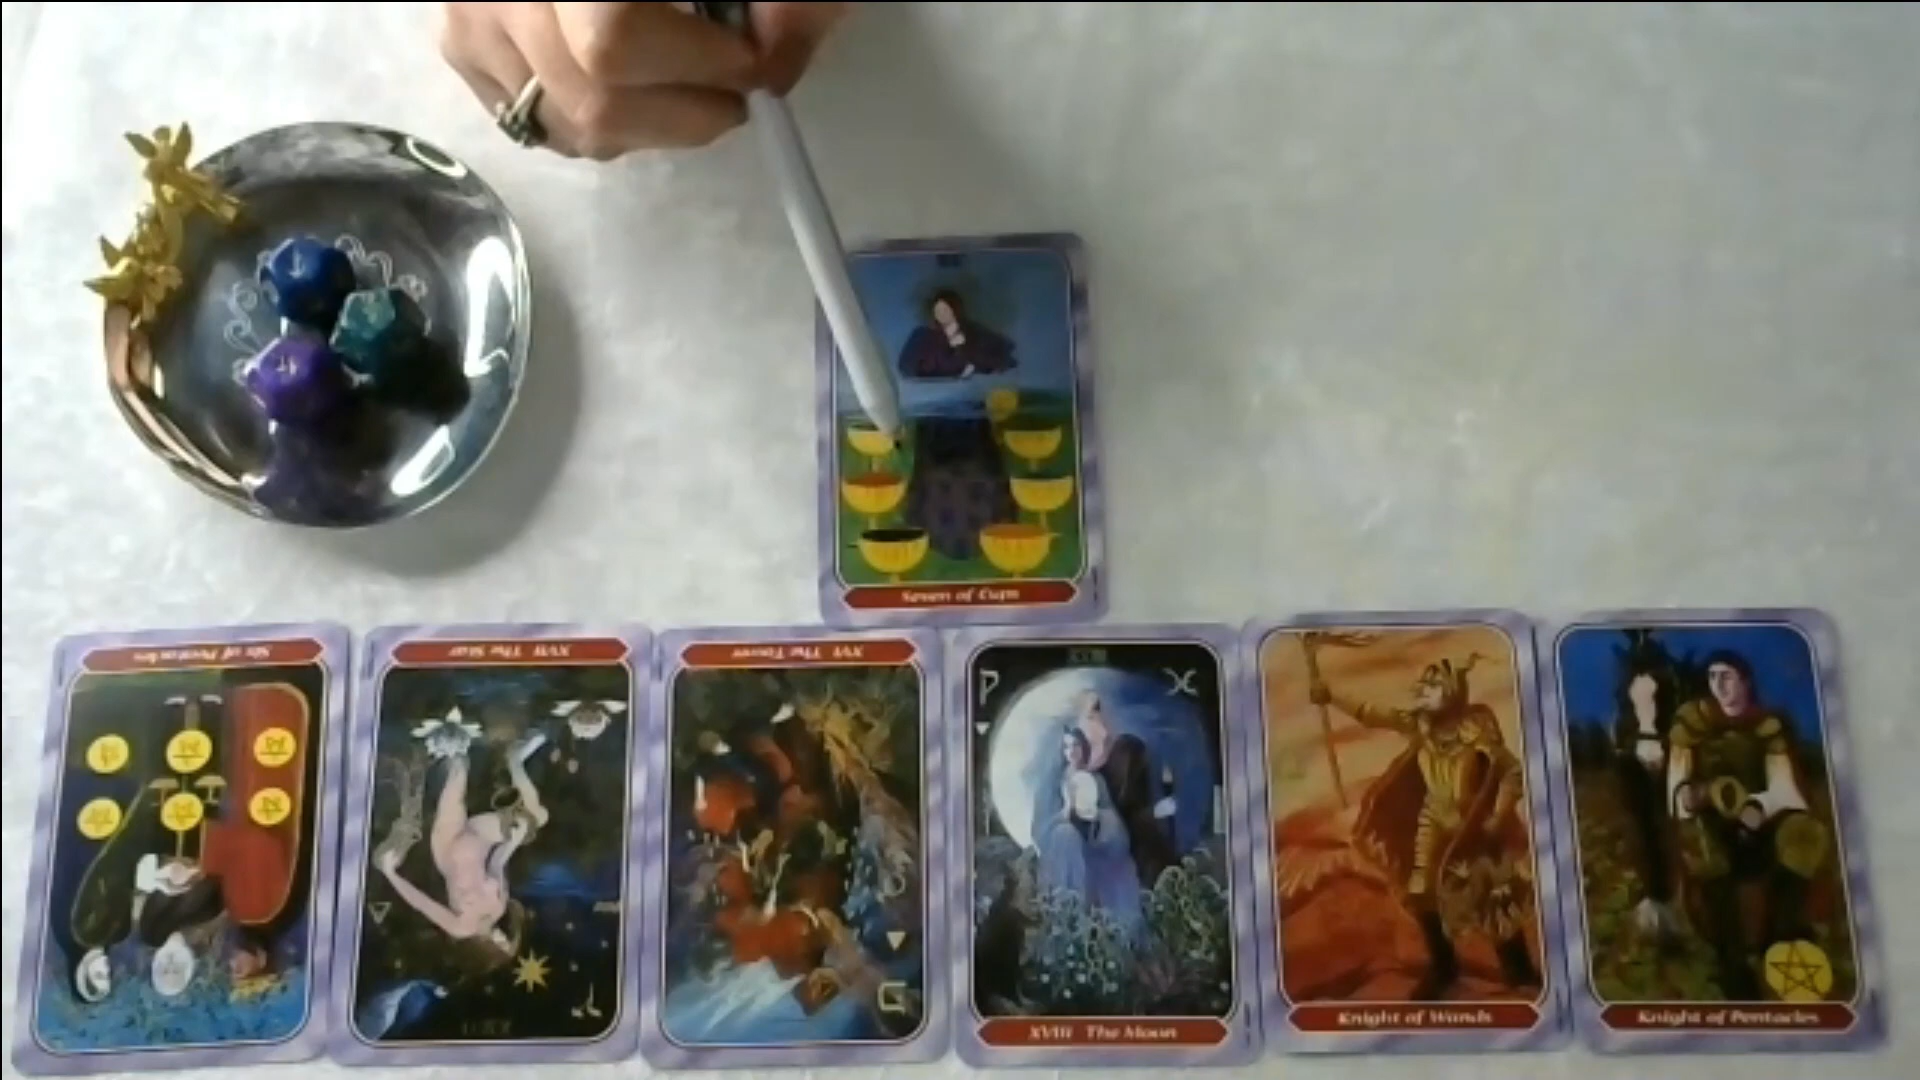 Seven of Cups
Six of Pentacles
XVII The Star
XVI The Tower
XVIII The Moon
Knight of Wands
Knight of Pentacles